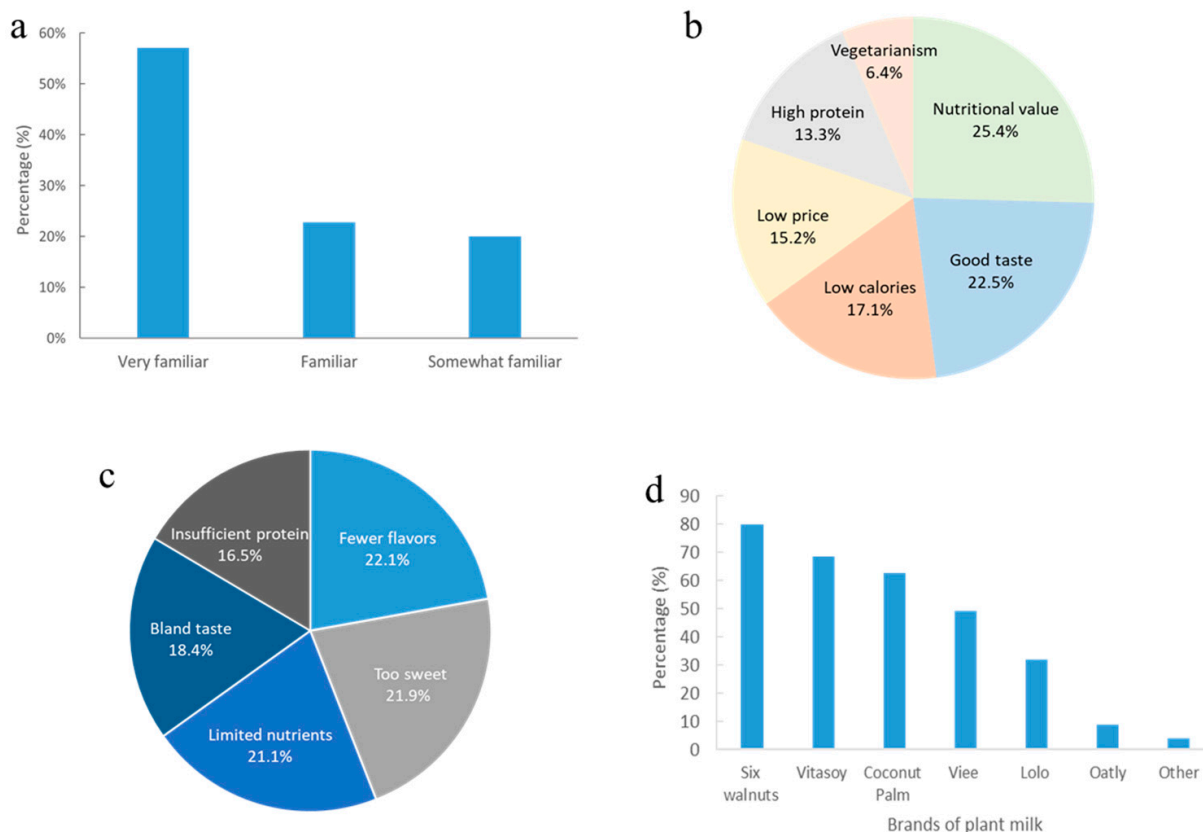 a
60%
50%
40%
30%
20%
10%
0%
Percentage (%)
Very familiar
Familiar
Somewhat familiar
b
Vegetarianism
6.4%
Nutritional value
25.4%
High protein
13.3%
Low price
15.2%
Good taste
22.5%
Low calories
17.1%
c
Insufficient protein
16.5%
Fewer flavors
22.1%
Bland taste
18.4%
Too sweet
21.9%
Limited nutrients
21.1%
d
90
80
70
60
50
40
30
20
10
0
Percentage (%)
Six
walnuts
Vitasoy
Coconut
Palm
Viee
Lolo
Oatly
Other
Brands of plant milk